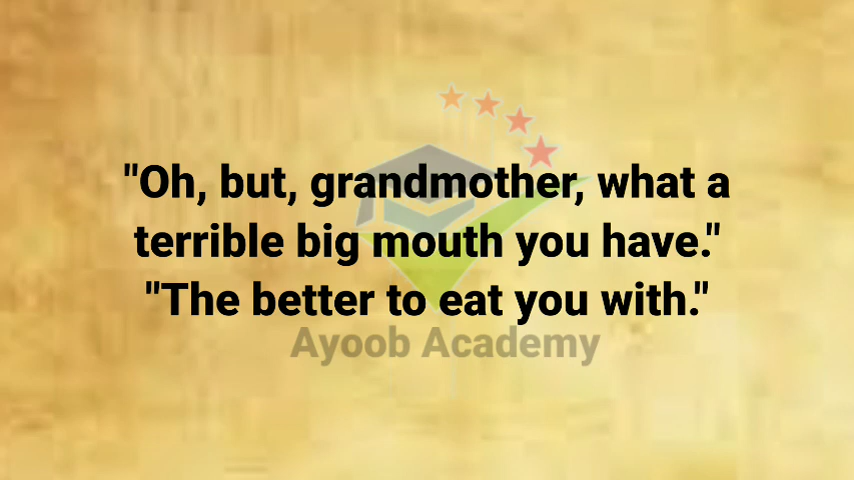 "Oh, but, grandmother, what a
terrible big mouth you have."
"The better to eat you with."
Ayoob Academy